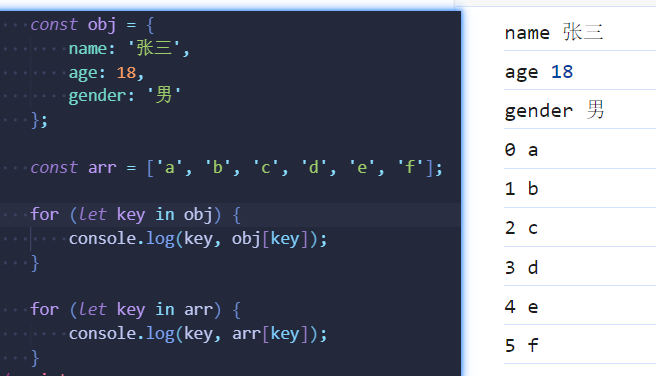 const obj = {
name: '张三',
age: 18,
gender: '男'
};
const arr = ['a', 'b', 'c', 'd', 'e', 'f'];
for (let key in obj) {
console.log(key, obj[key]);
}
for (let key in arr) {
console.log(key, arr[key]);
}
name 张三
age 18
gender 男
0 a
1 b
2 c
3 d
4 e
5 f